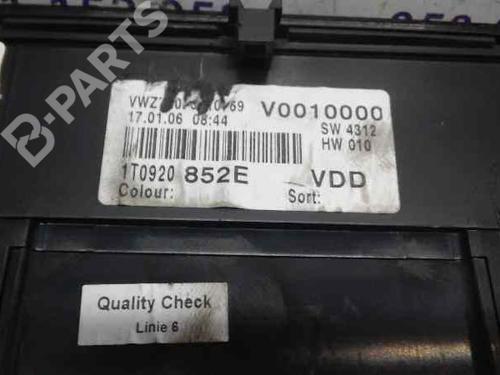 V0010000
17.01.06 08:44
SW 4312
HW 010
1T0920 852E VDD
Colour: Sort:
Quality Check
Linie 6